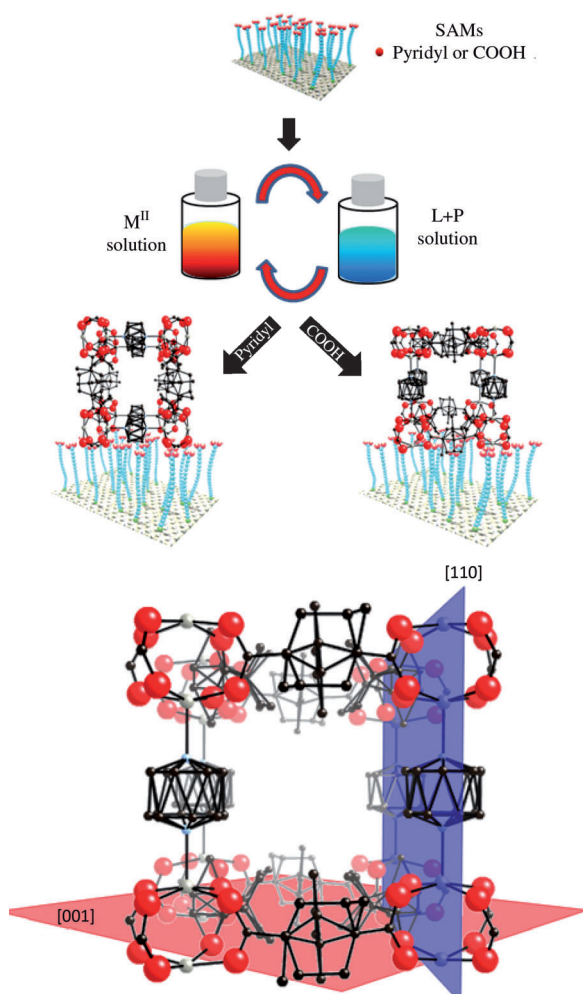 SAMs
Pyridyl or COOH .
M^II
solution
L+P
solution
Pyridyl
COOH
[110]
[001]